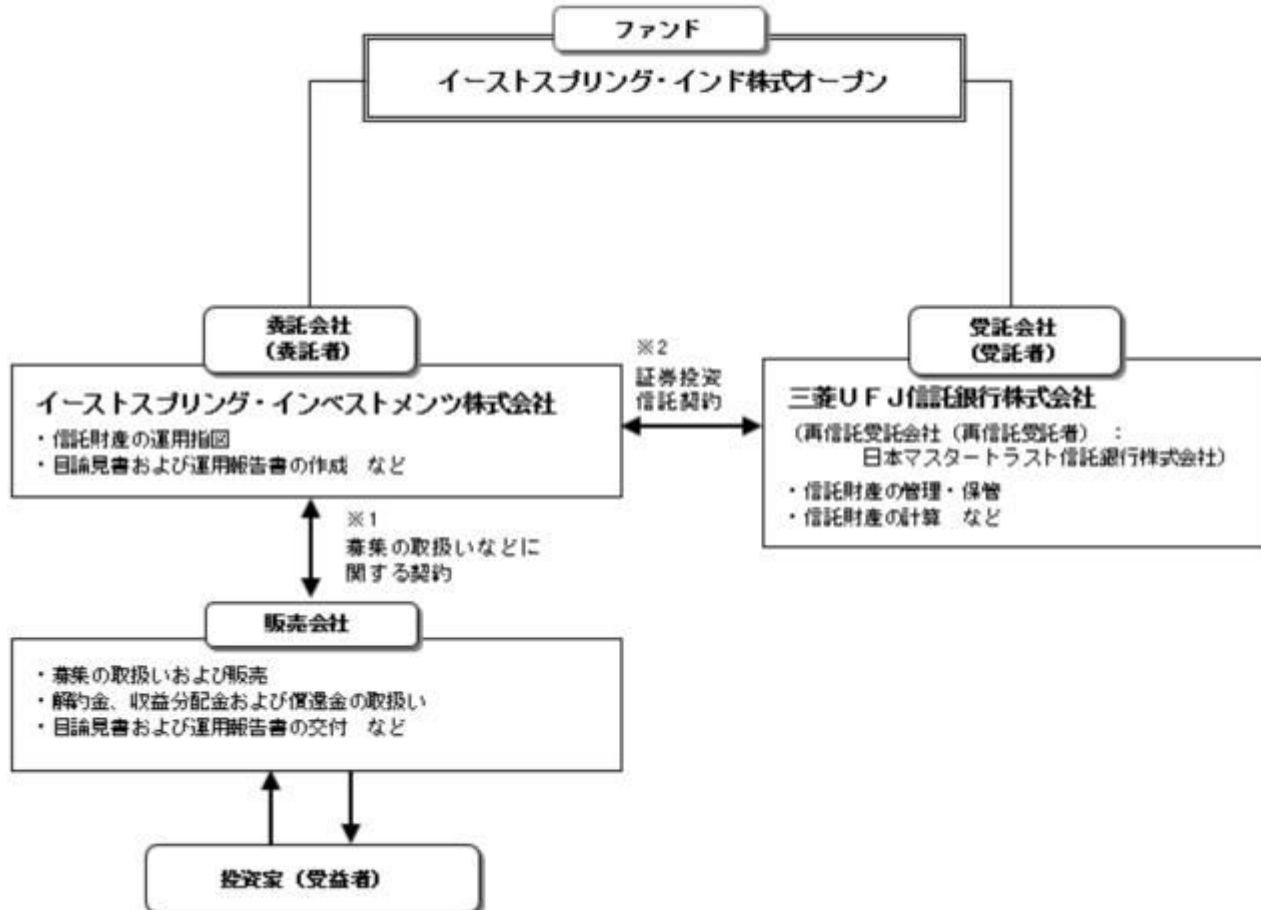 ファンド
イーストスプリング・インド株式オープン
委託会社
(委託者)
イーストスプリング・インベストメンツ株式会社
・信託財産の運用指図
・目論見書および運用報告書の作成　など
※2
証券投資
信託契約
受託会社
(受託者)
三菱ＵＦＪ信託銀行株式会社
(再信託受託会社（再信託受託者）　：
日本マスタートラスト信託銀行株式会社)
・信託財産の管理・保管
・信託財産の計算　など
※1
募集の取扱いなどに
関する契約
販売会社
・募集の取扱いおよび販売
・解約金、収益分配金および償還金の取扱い
・目論見書および運用報告書の交付　など
投資家（受益者）